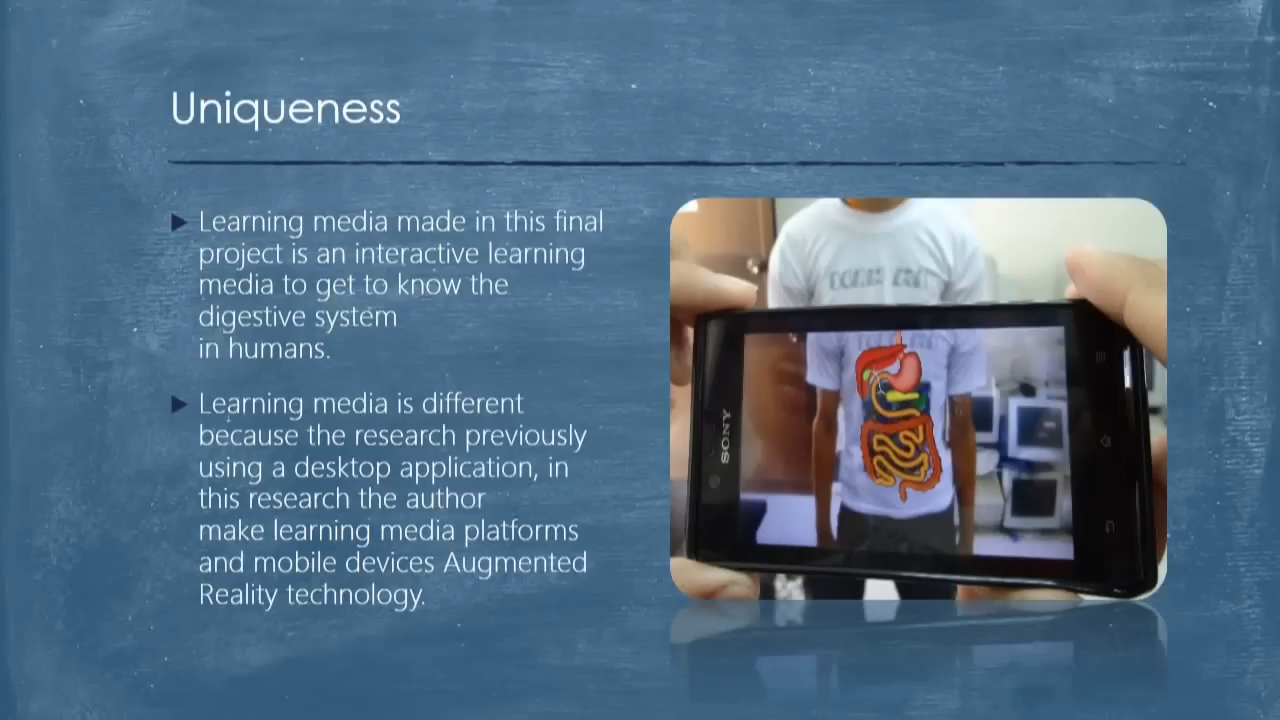 Uniqueness
Learning media made in this final
project is an interactive learning
media to get to know the
digestive system
in humans.
Learning media is different
because the research previously
using a desktop application, in
this research the author
make learning media platforms
and mobile devices Augmented
Reality technology.
SONY